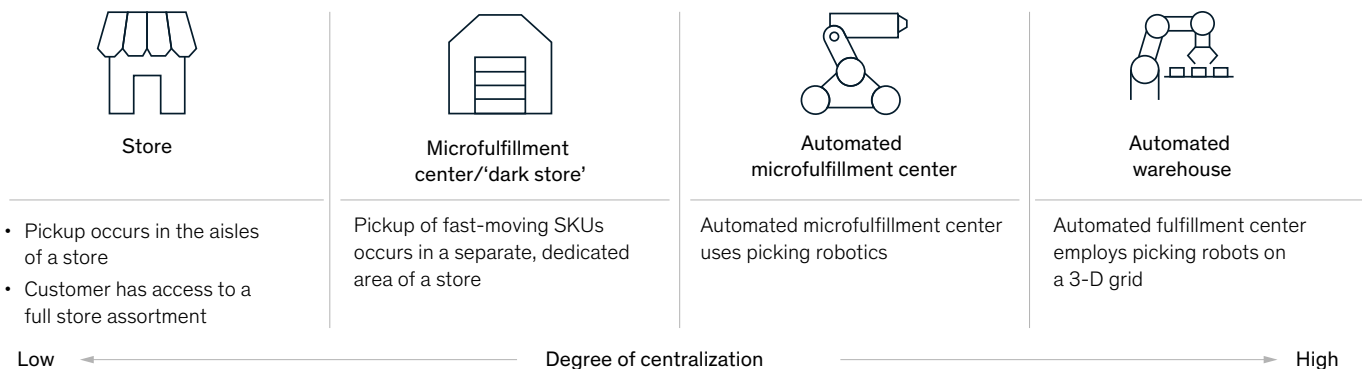 Store
Microfulfillment
center/‘dark store’
Automated
microfulfillment center
Automated
warehouse
• Pickup occurs in the aisles
of a store
• Customer has access to a
full store assortment
Pickup of fast-moving SKUs
occurs in a separate, dedicated
area of a store
Automated microfulfillment center
uses picking robotics
Automated fulfillment center
employs picking robots on
a 3-D grid
Low
Degree of centralization
High